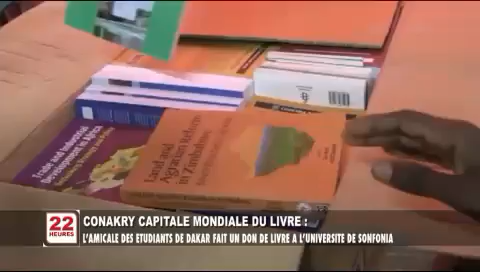 Trade and Industrial
Development in Africa
Land and
Agrarian Reform
in Zimbabwe
22
HEURES
CONAKRY CAPITALE MONDIALE DU LIVRE :
L'AMICALE DES ETUDIANTS DE DAKAR FAIT UN DON DE LIVRE A L'UNIVERSITE DE SONFONIA